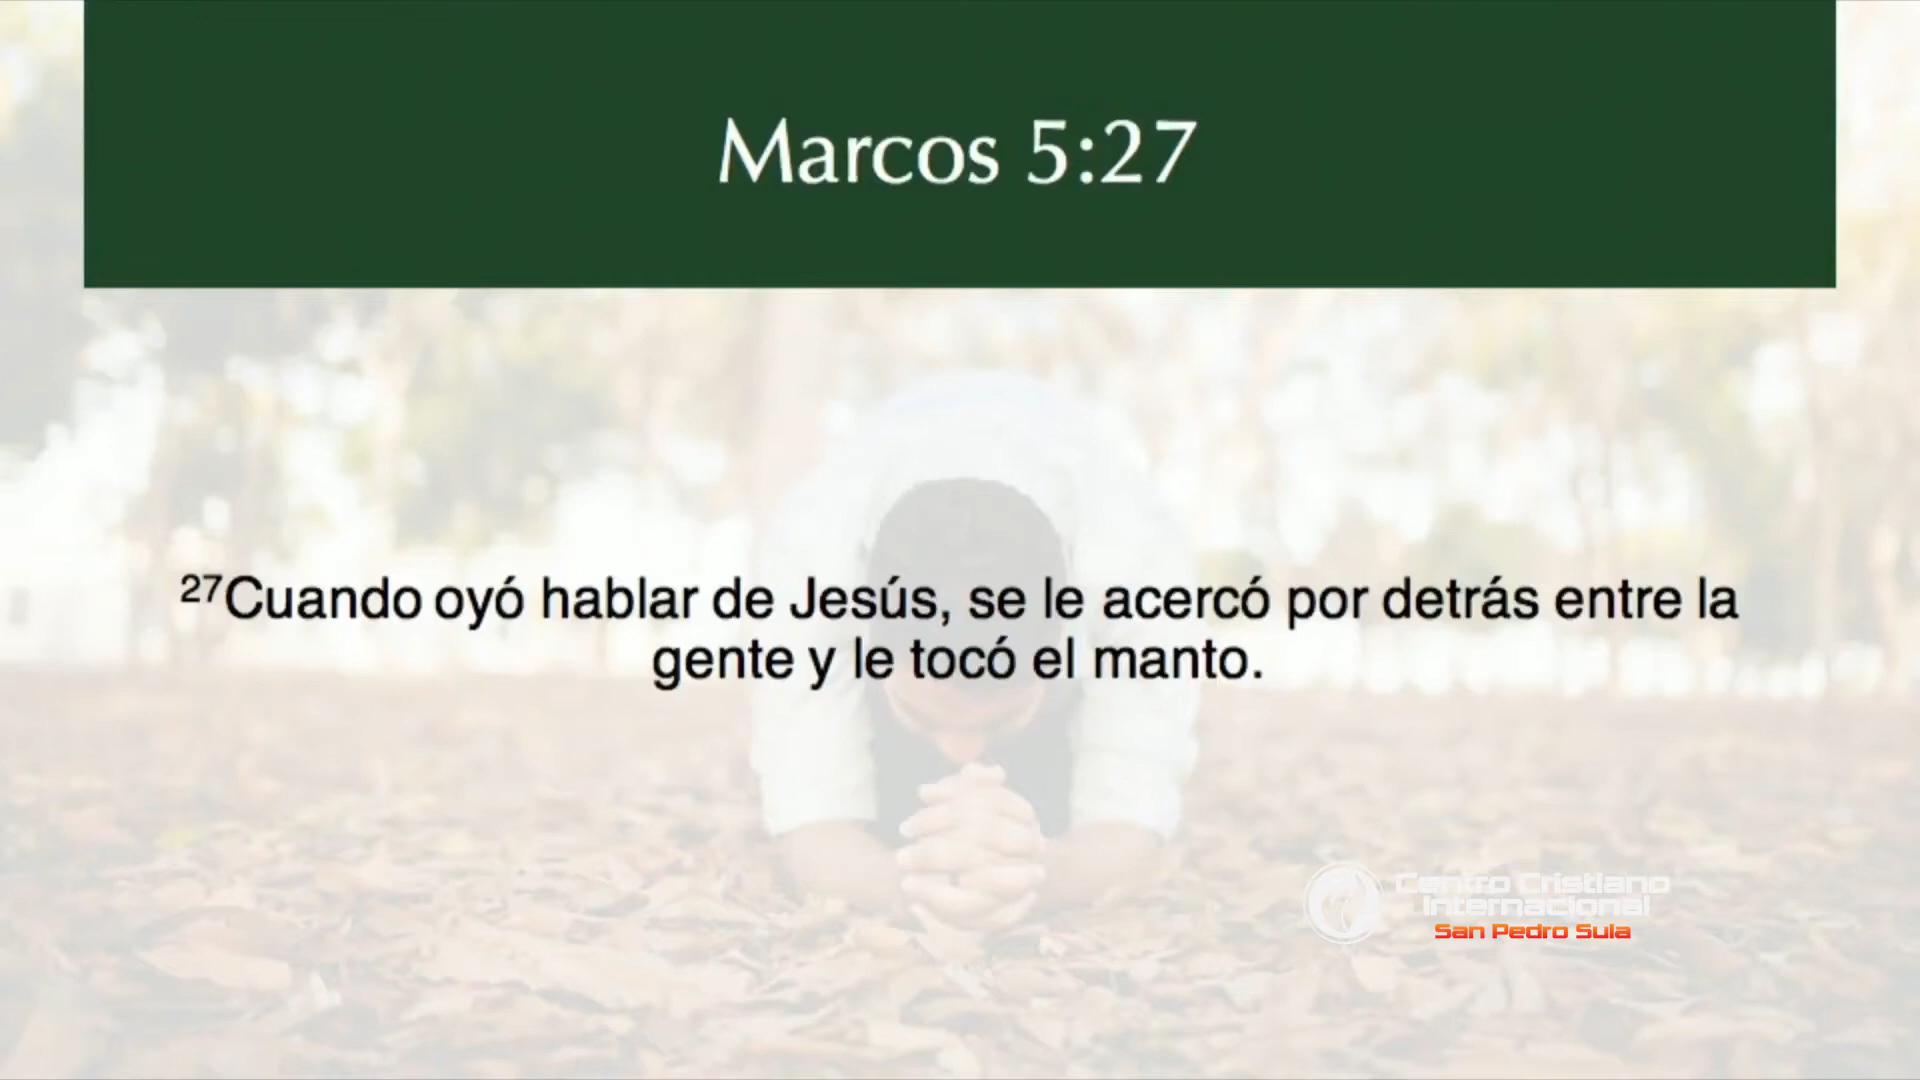 Marcos 5:27
²⁷Cuando oyó hablar de Jesús, se le acercó por detrás entre la
gente y le tocó el manto.
Centro Cristiano
Internacional
San Pedro Sula